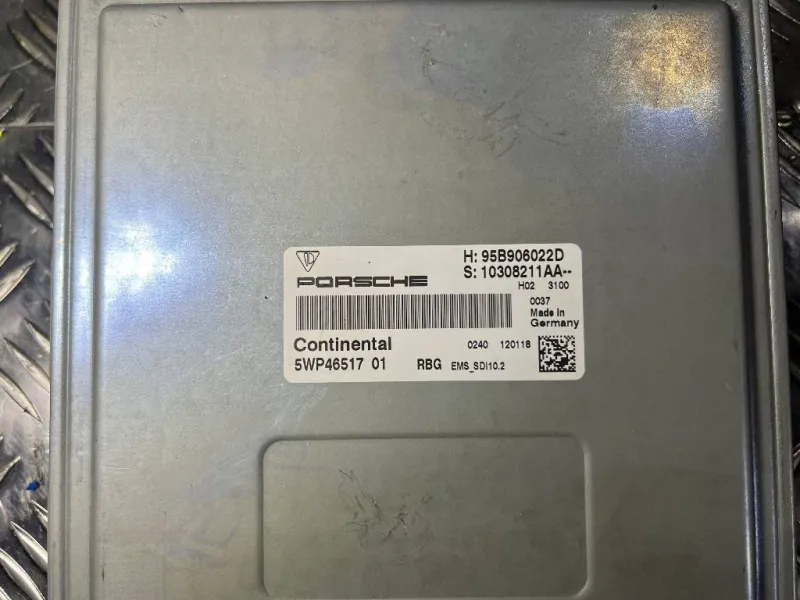 H: 95B906022D
PORSCHE
S: 10308211AA--
H02 3100
0037
Made in
Germany
Continental
0240 120118
5WP46517 01
RBG EMS_SDI10.2